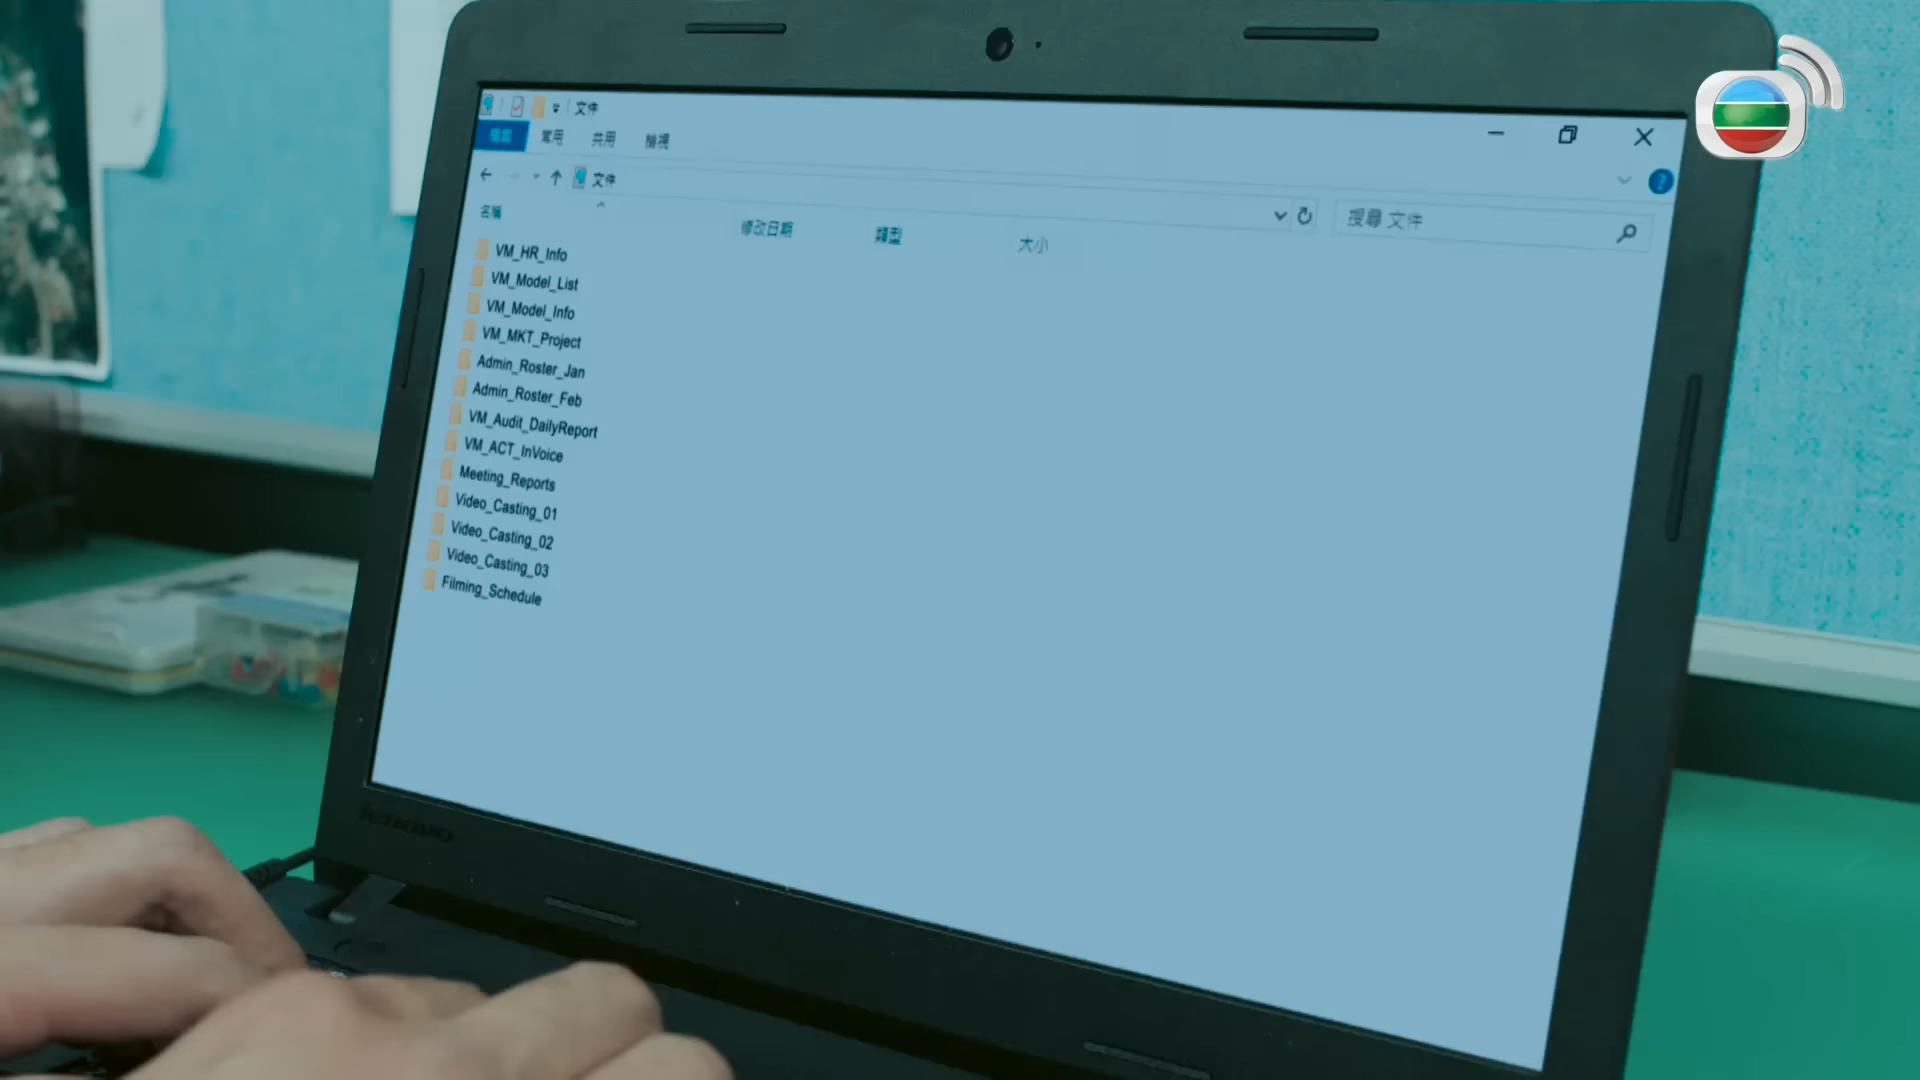 文件
檔案 常用 共用 檢視
文件
搜尋 文件
名稱 修改日期 類型 大小
VM_HR_Info
VM_Model_List
VM_Model_Info
VM_MKT_Project
Admin_Roster_Jan
Admin_Roster_Feb
VM_Audit_DailyReport
VM_ACT_InVoice
Meeting_Reports
Video_Casting_01
Video_Casting_02
Video_Casting_03
Filming_Schedule
lenovo